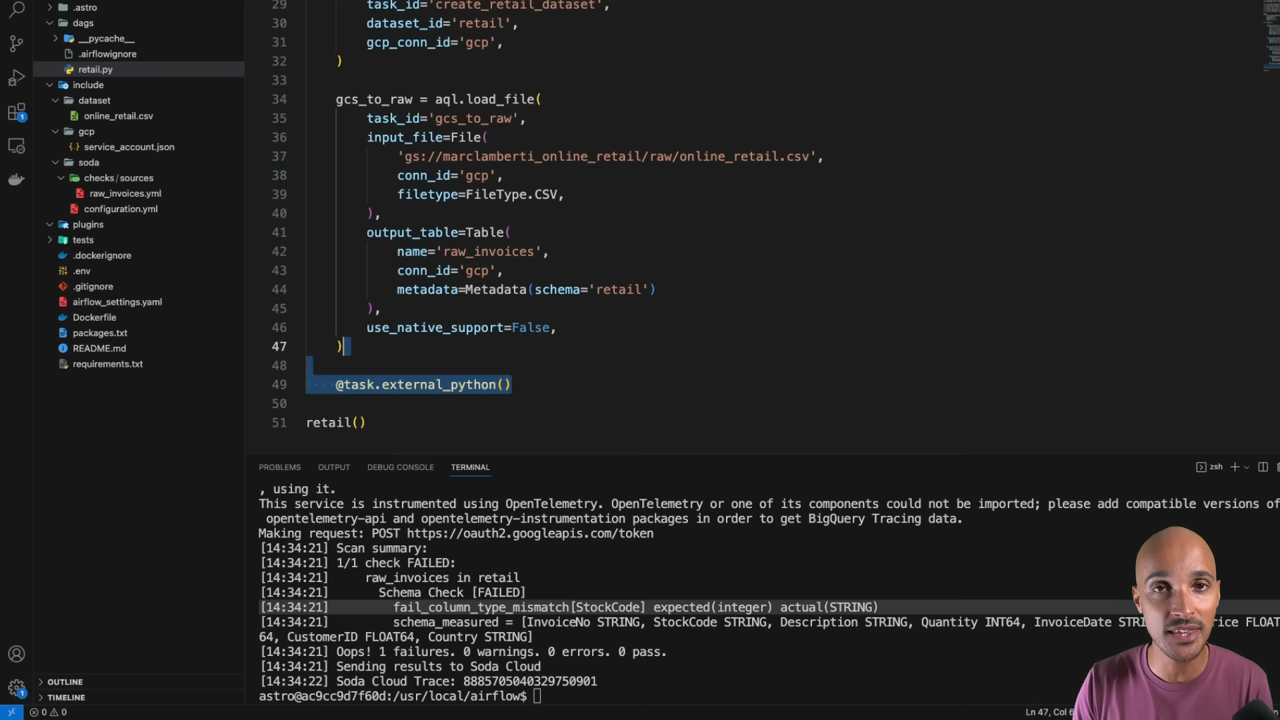 .astro
dags
__pycache__
.airflowignore
retail.py
include
dataset
online_retail.csv
gcp
service_account.json
soda
checks/sources
raw_invoices.yml
configuration.yml
plugins
tests
.dockerignore
.env
.gitignore
airflow_settings.yaml
Dockerfile
packages.txt
README.md
requirements.txt
OUTLINE
TIMELINE
29 task_id='create_retail_dataset',
30 dataset_id='retail',
31 gcp_conn_id='gcp',
32 )
33
34 gcs_to_raw = aql.load_file(
35 task_id='gcs_to_raw',
36 input_file=File(
37 'gs://marclamberti_online_retail/raw/online_retail.csv',
38 conn_id='gcp',
39 filetype=FileType.CSV,
40 ),
41 output_table=Table(
42 name='raw_invoices',
43 conn_id='gcp',
44 metadata=Metadata(schema='retail')
45 ),
46 use_native_support=False,
47 )
48
49 @task.external_python()
50
51 retail()
PROBLEMS OUTPUT DEBUG CONSOLE TERMINAL zsh
, using it.
This service is instrumented using OpenTelemetry. OpenTelemetry or one of its components could not be imported; please add compatible versions of
opentelemetry-api and opentelemetry-instrumentation packages in order to get BigQuery Tracing data.
Making request: POST https://oauth2.googleapis.com/token
[14:34:21] Scan summary:
[14:34:21] 1/1 check FAILED:
[14:34:21] raw_invoices in retail
[14:34:21] Schema Check [FAILED]
[14:34:21] fail_column_type_mismatch[StockCode] expected(integer) actual(STRING)
[14:34:21] schema_measured = [InvoiceNo STRING, StockCode STRING, Description STRING, Quantity INT64, InvoiceDate FLOAT
64, CustomerID FLOAT64, Country STRING]
[14:34:21] Oops! 1 failures. 0 warnings. 0 errors. 0 pass.
[14:34:21] Sending results to Soda Cloud
[14:34:22] Soda Cloud Trace: 8885705040329750901
astro@ac9cc9d7f60d:/usr/local/airflow$
0 0 Ln 47,